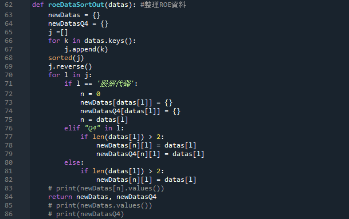 62 def roeDataSortOut(datas): #整理ROE資料
63 newDatas = {}
64 newDatasQ4 = {}
65 j =[]
66 for k in datas.keys():
67 j.append(k)
68 sorted(j)
69 j.reverse()
70 for l in j:
71 if l == '股票代號':
72 n = 0
73 newDatas[datas[l]] = {}
74 newDatasQ4[datas[l]] = {}
75 n = datas[l]
76 elif "Q4" in l:
77 if len(datas[l]) > 2:
78 newDatas[n][l] = datas[l]
79 newDatasQ4[n][l] = datas[l]
80 else:
81 if len(datas[l]) > 2:
82 newDatas[n][l] = datas[l]
83 # print(newDatas[n].values())
84 return newDatas, newDatasQ4
85 # print(newDatas.values())
86 # print(newDatasQ4)